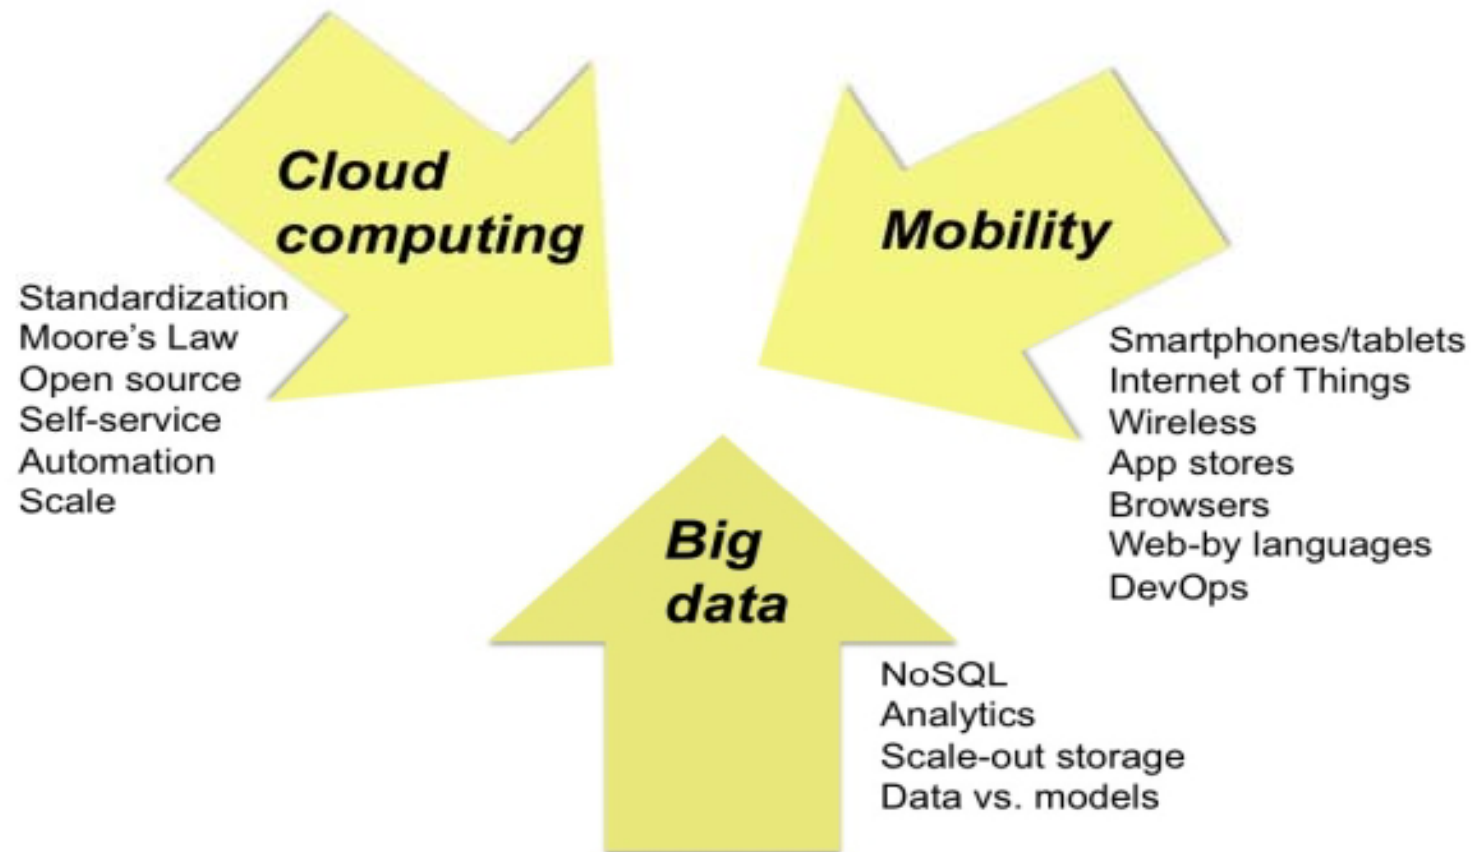 Cloud
computing
Standardization
Moore's Law
Open source
Self-service
Automation
Scale
Mobility
Smartphones/tablets
Internet of Things
Wireless
App stores
Browsers
Web-by languages
DevOps
Big
data
NoSQL
Analytics
Scale-out storage
Data vs. models